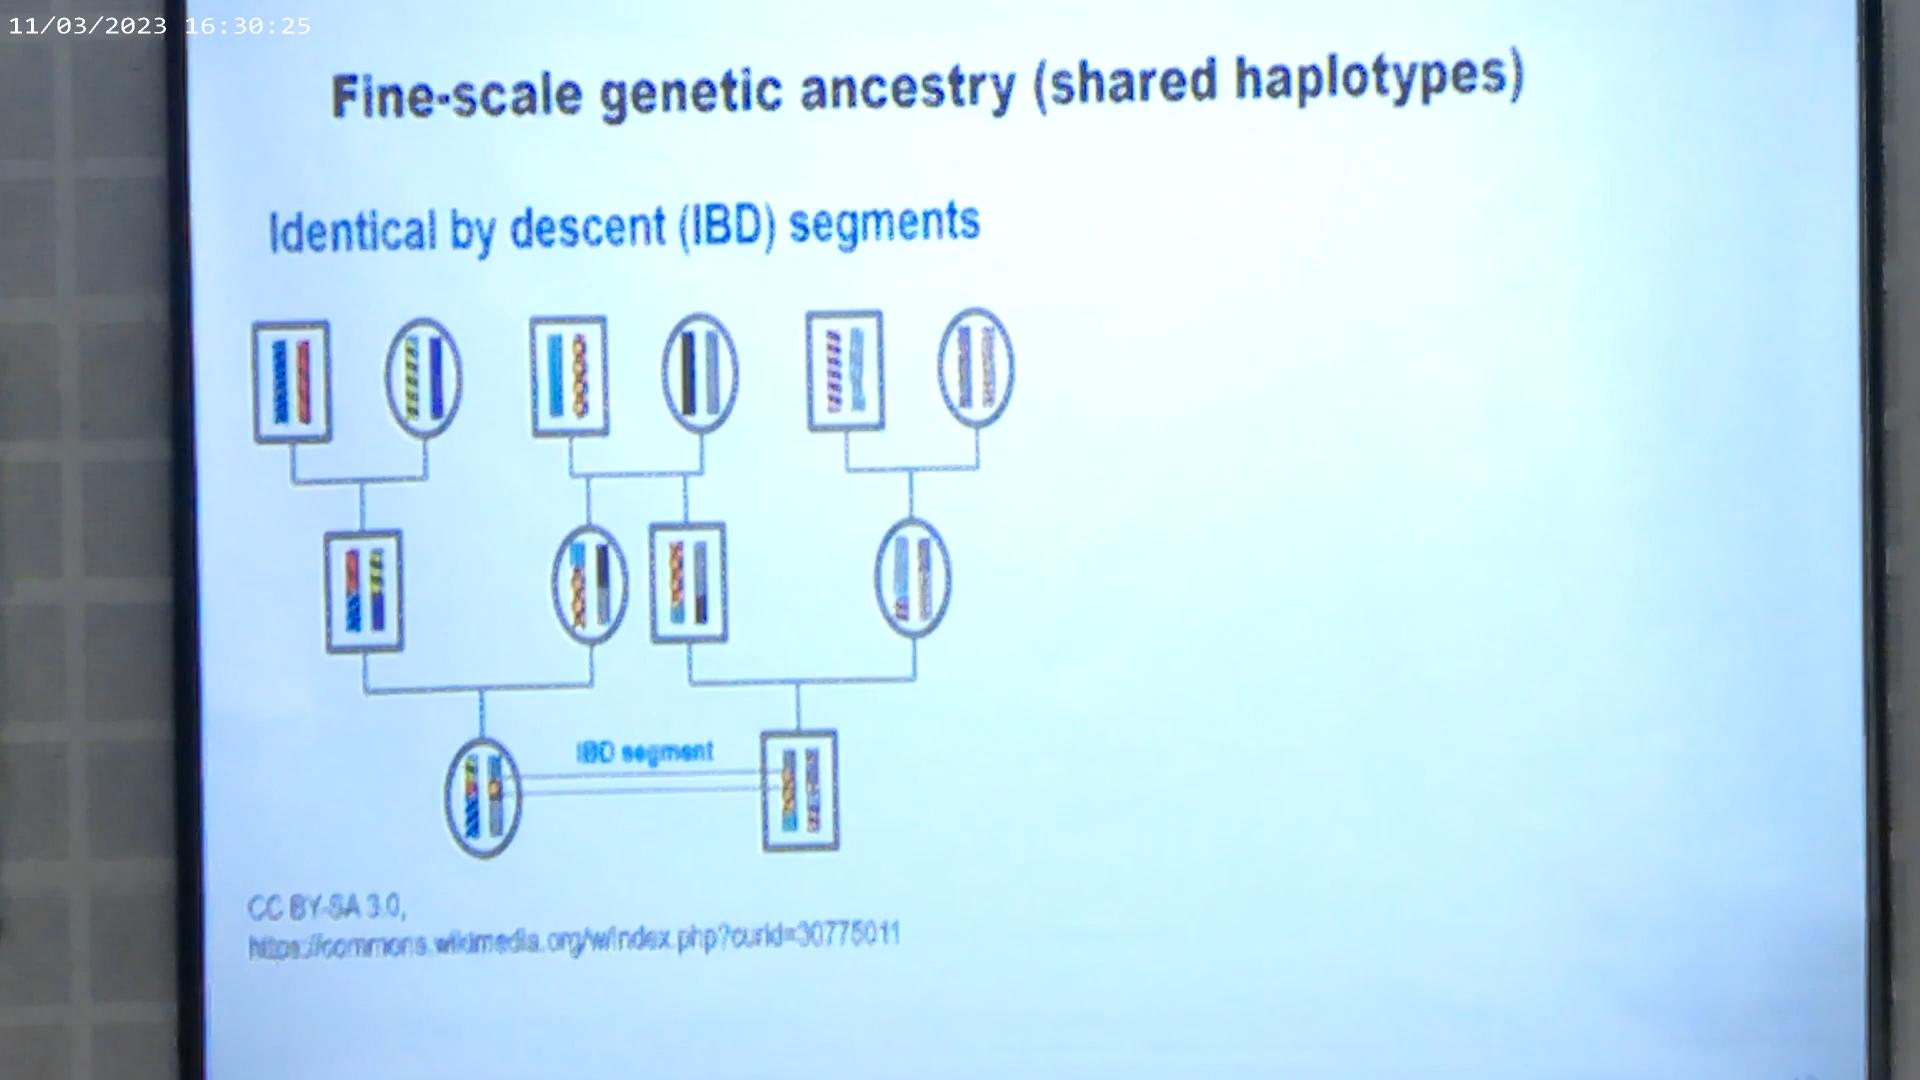 11/03/2023 16:30:25
Fine-scale genetic ancestry (shared haplotypes)
Identical by descent (IBD) segments
IBD segment
CC BY-SA 3.0,
https://commons.wikimedia.org/w/index.php?curid=30775011